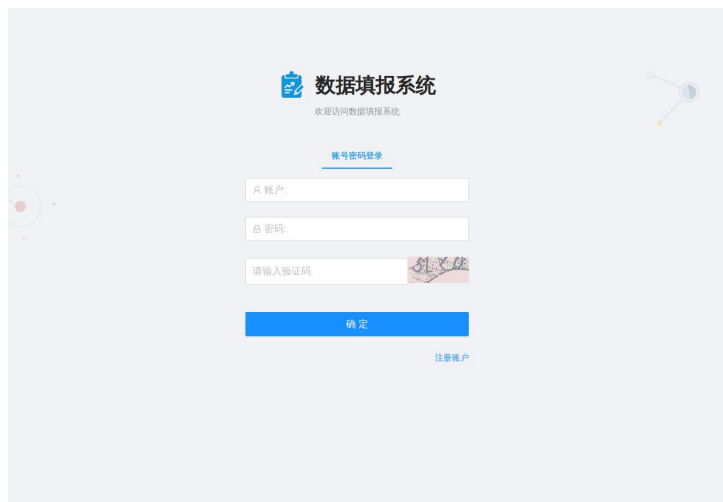 数据填报系统
欢迎访问数据填报系统
账号密码登录
账户:
密码:
请输入验证码
确 定
注册账户